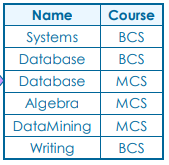 Name Course
Systems BCS
Database BCS
Database MCS
Algebra MCS
DataMining MCS
Writing BCS